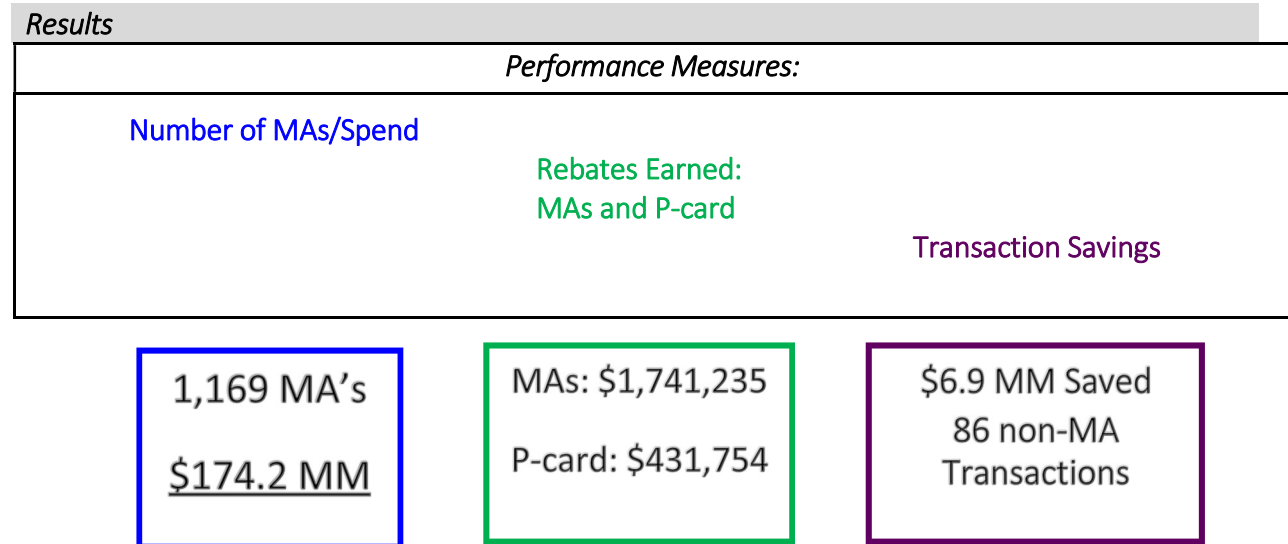 Results
Performance Measures:
Number of MAs/Spend
Rebates Earned:
MAs and P-card
Transaction Savings
1,169 MA’s
$174.2 MM
MAs: $1,741,235
P-card: $431,754
$6.9 MM Saved
86 non-MA
Transactions